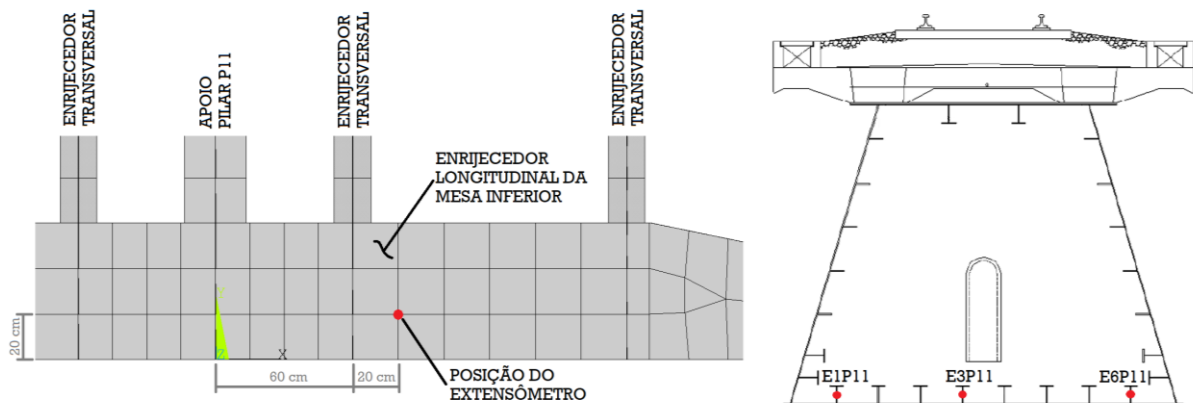 ENRIJECEDOR
TRANSVERSAL
APOIO
PILAR P11
ENRIJECEDOR
TRANSVERSAL
ENRIJECEDOR
TRANSVERSAL
ENRIJECEDOR
LONGITUDINAL DA
MESA INFERIOR
20 cm
Y
Z
X
60 cm
20 cm
POSIÇÃO DO
EXTENSÔMETRO
E1P11
E3P11
E6P11